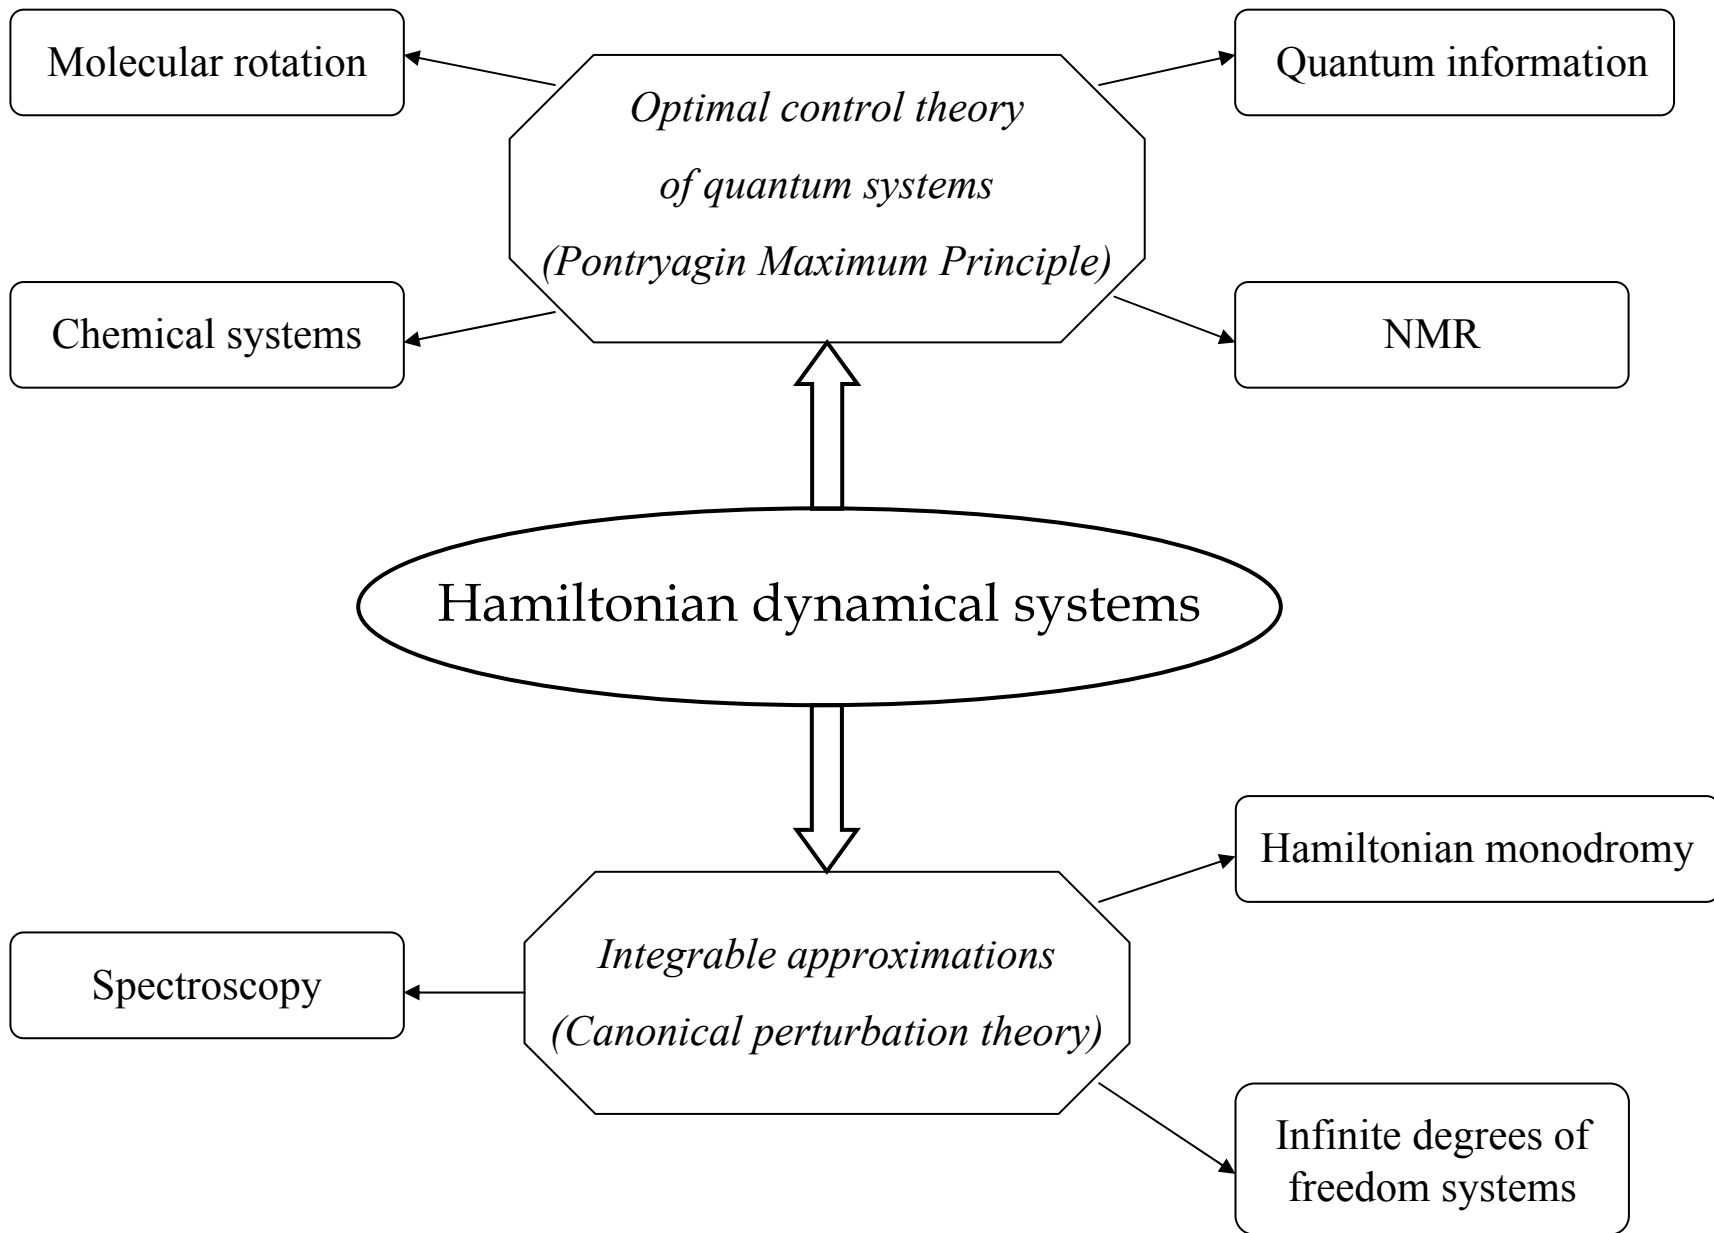 Molecular rotation
Optimal control theory
of quantum systems
(Pontryagin Maximum Principle)
Quantum information
Chemical systems
NMR
Hamiltonian dynamical systems
Hamiltonian monodromy
Spectroscopy
Integrable approximations
(Canonical perturbation theory)
Infinite degrees of
freedom systems